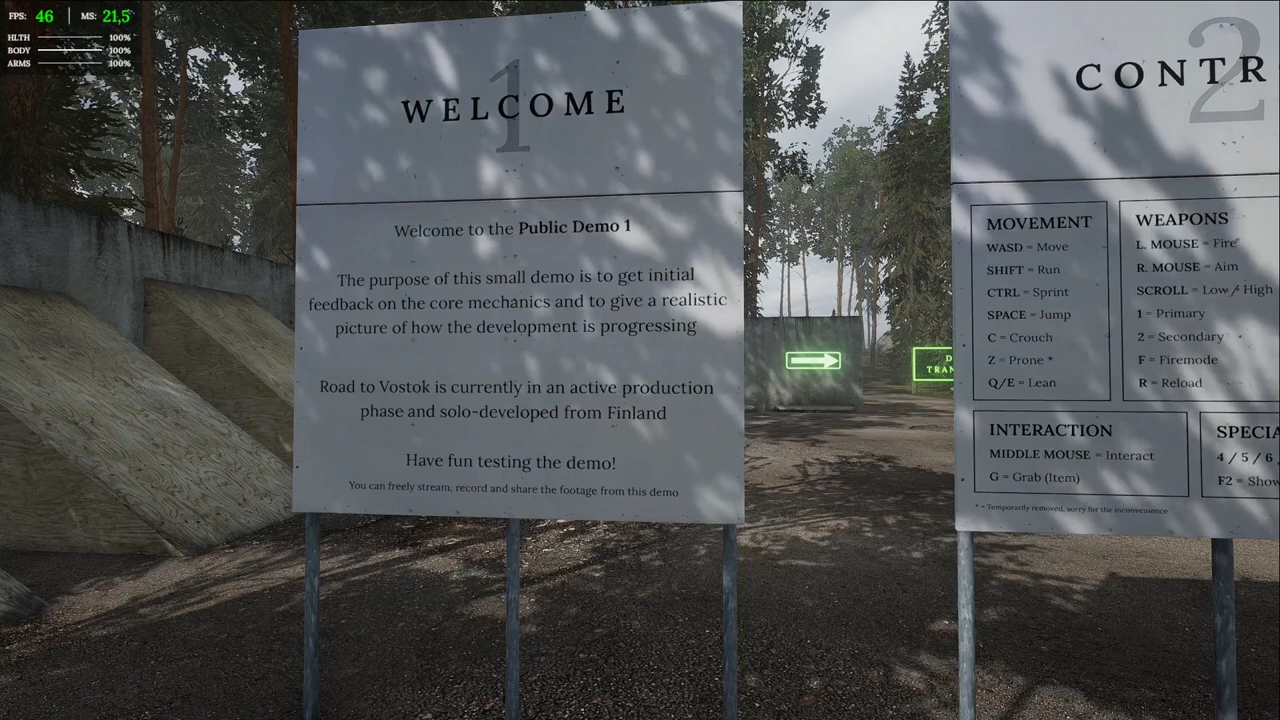 FPS: 46 | MS: 21,5
HLTH 100%
BODY 100%
ARMS 100%
1
WELCOME
Welcome to the Public Demo 1
The purpose of this small demo is to get initial
feedback on the core mechanics and to give a realistic
picture of how the development is progressing
Road to Vostok is currently in an active production
phase and solo-developed from Finland
Have fun testing the demo!
You can freely stream, record and share the footage from this demo
2
CONTR
MOVEMENT
WASD = Move
SHIFT = Run
CTRL = Sprint
SPACE = Jump
C = Crouch
Z = Prone *
Q/E = Lean
WEAPONS
L. MOUSE = Fire
R. MOUSE = Aim
SCROLL = Low / High
1 = Primary
2 = Secondary
F = Firemode
R = Reload
INTERACTION
MIDDLE MOUSE = Interact
G = Grab (Item)
SPECIA
4 / 5 / 6 /
F2 = Show
* = Temporarily removed, sorry for the inconvenience
D
TRAN